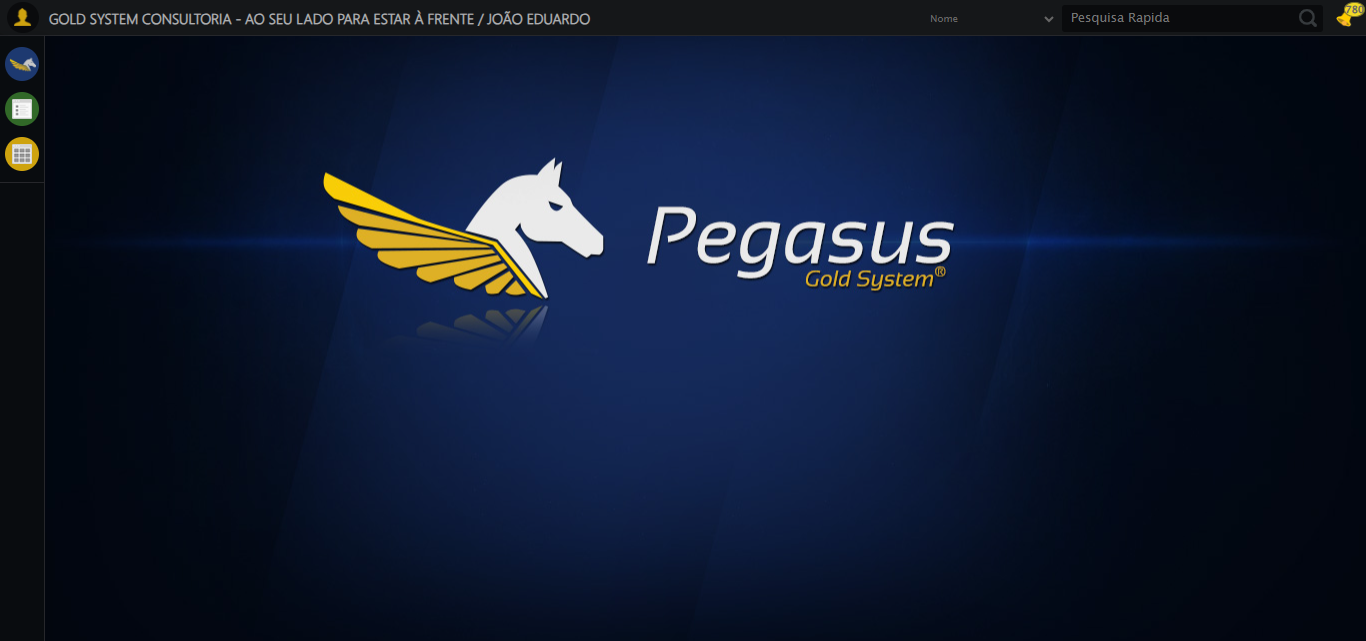 GOLD SYSTEM CONSULTORIA - AO SEU LADO PARA ESTAR À FRENTE / JOÃO EDUARDO
Nome
Pesquisa Rapida
780
Pegasus
Gold System®